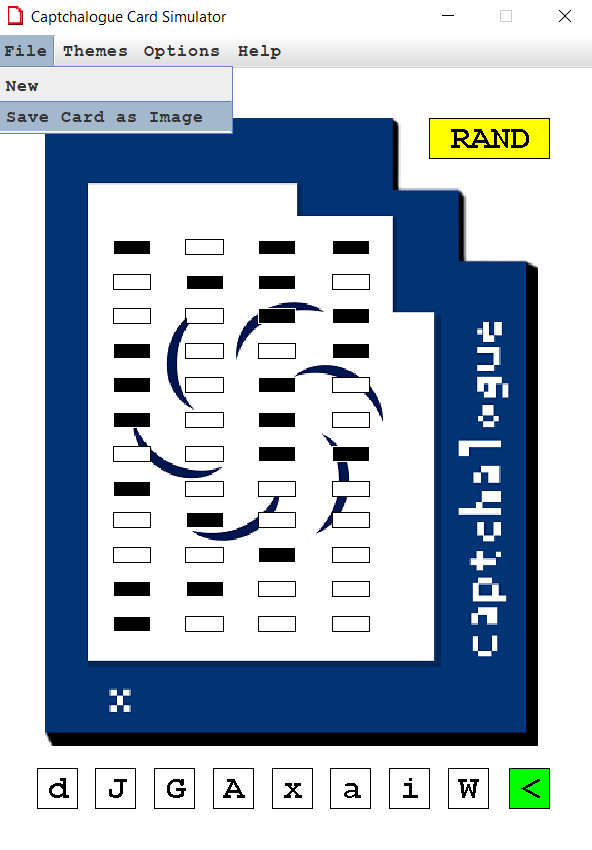 Captchalogue Card Simulator
File Themes Options Help
New
Save Card as Image
RAND
captchalogue
x
d J G A x a i W <